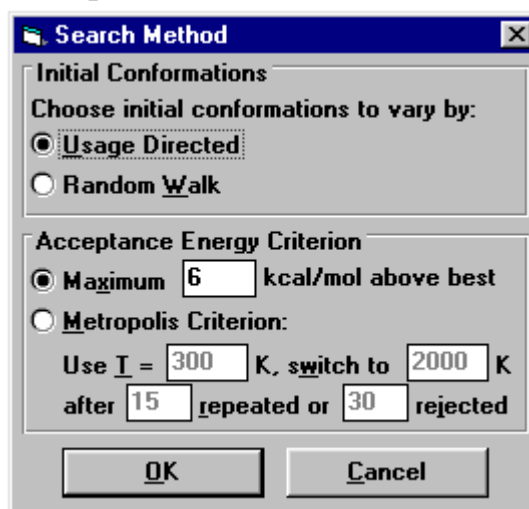 Search Method
Initial Conformations
Choose initial conformations to vary by:
Usage Directed
Random Walk
Acceptance Energy Criterion
Maximum 6 kcal/mol above best
Metropolis Criterion:
Use T = 300 K, switch to 2000 K
after 15 repeated or 30 rejected
OK Cancel